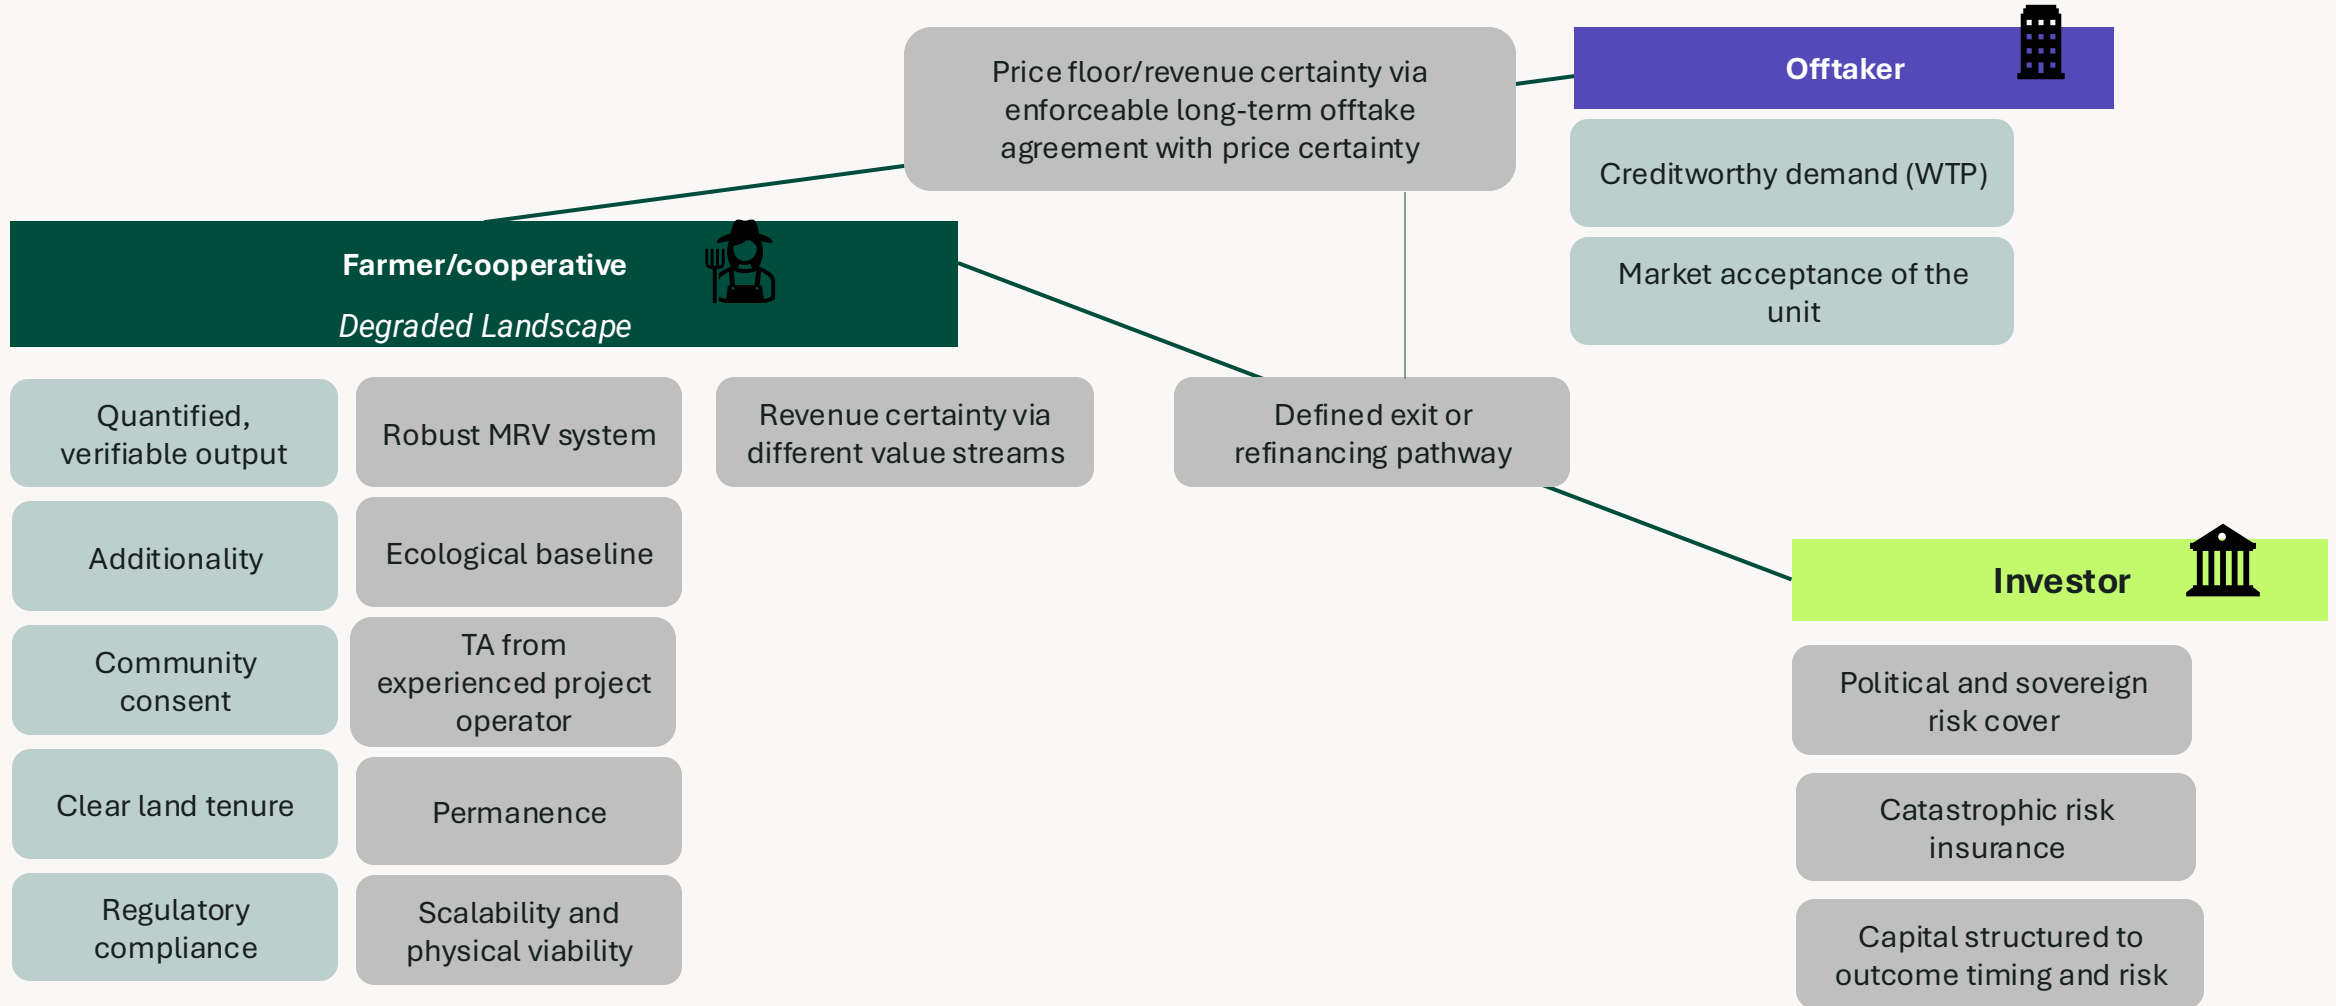 Price floor/revenue certainty via
enforceable long-term offtake
agreement with price certainty
Offtaker
Creditworthy demand (WTP)
Market acceptance of the
unit
Farmer/cooperative
Degraded Landscape
Quantified,
verifiable output
Additionality
Community
consent
Clear land tenure
Regulatory
compliance
Robust MRV system
Ecological baseline
TA from
experienced project
operator
Permanence
Scalability and
physical viability
Revenue certainty via
different value streams
Defined exit or
refinancing pathway
Investor
Political and sovereign
risk cover
Catastrophic risk
insurance
Capital structured to
outcome timing and risk